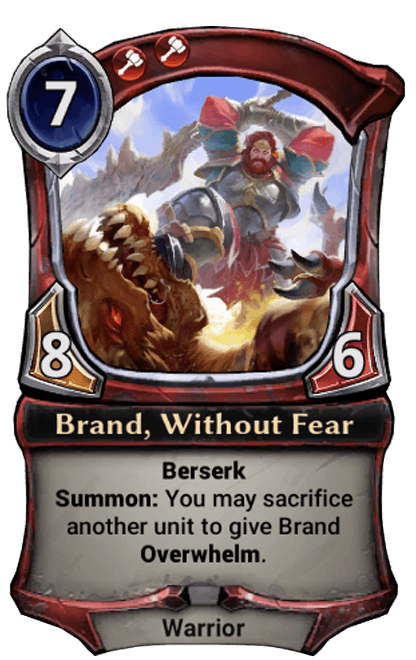 7
8
6
Brand, Without Fear
Berserk
Summon: You may sacrifice
another unit to give Brand
Overwhelm.
Warrior